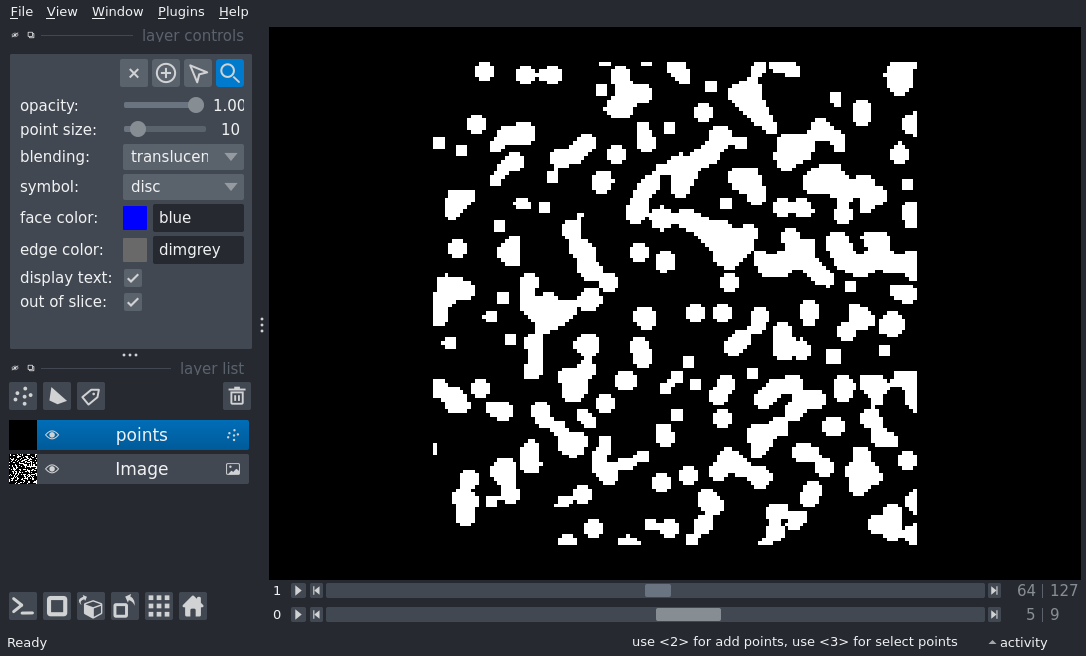 File View Window Plugins Help
layer controls
opacity: 1.00
point size: 10
blending: translucen
symbol: disc
face color: blue
edge color: dimgrey
display text:
out of slice:
layer list
points
Image
1 64 127
0 5 9
Ready use <2> for add points, use <3> for select points activity